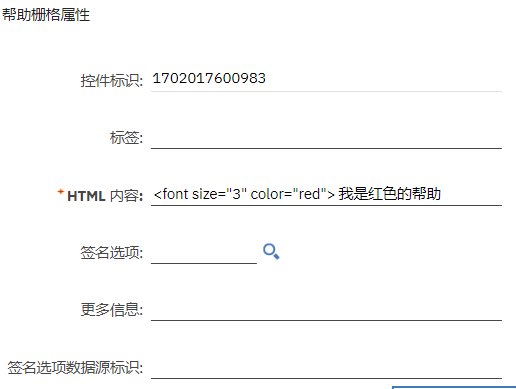 帮助栅格属性
控件标识: 1702017600983
标签:
HTML 内容: <font size="3" color="red"> 我是红色的帮助
签名选项:
更多信息:
签名选项数据源标识: